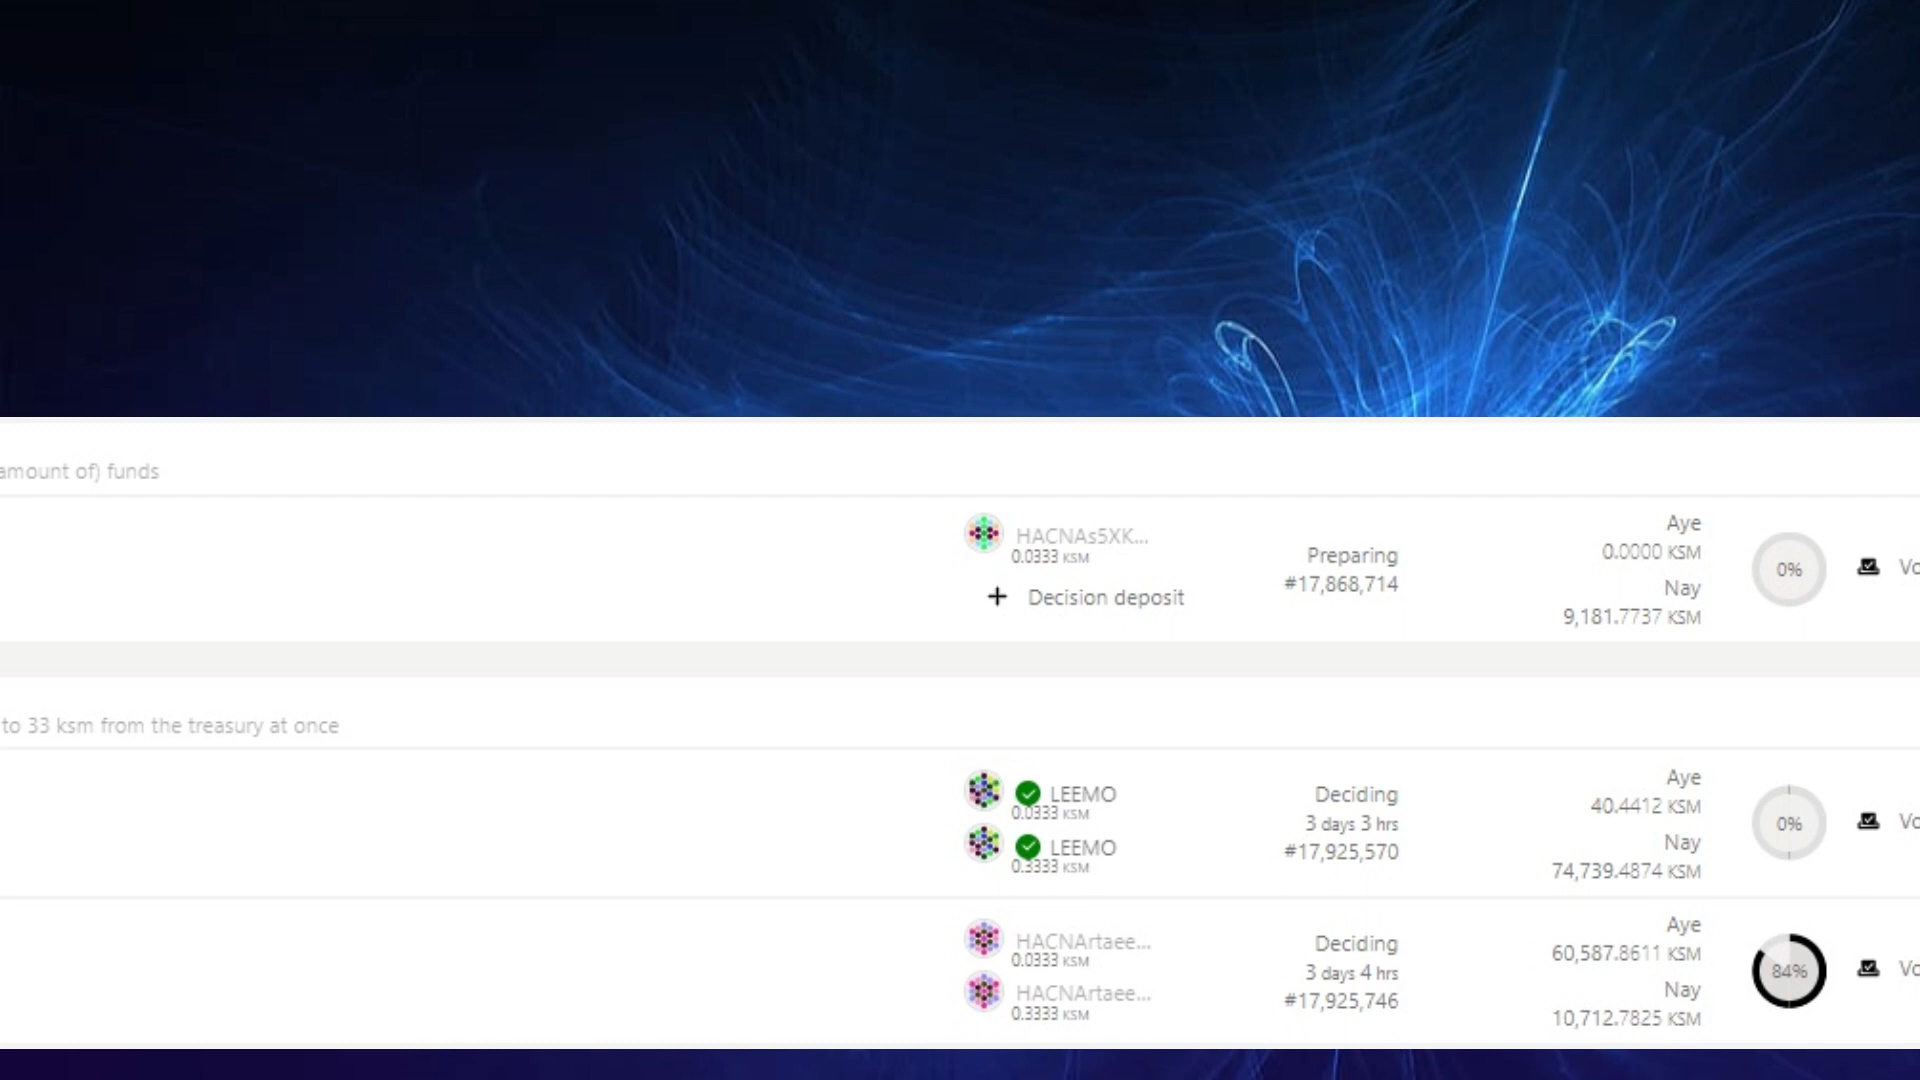 amount of) funds
HACNAs5XK...
0.0333 KSM
Decision deposit
Preparing
#17,868,714
Aye
0.0000 KSM
Nay
9,181.7737 KSM
0%
Vo
to 33 ksm from the treasury at once
LEEMO
0.0333 KSM
LEEMO
0.3333 KSM
Deciding
3 days 3 hrs
#17,925,570
Aye
40.4412 KSM
Nay
74,739.4874 KSM
0%
Vo
HACNArtaee...
0.0333 KSM
HACNArtaee...
0.3333 KSM
Deciding
3 days 4 hrs
#17,925,746
Aye
60,587.8611 KSM
Nay
10,712.7825 KSM
84%
Vo